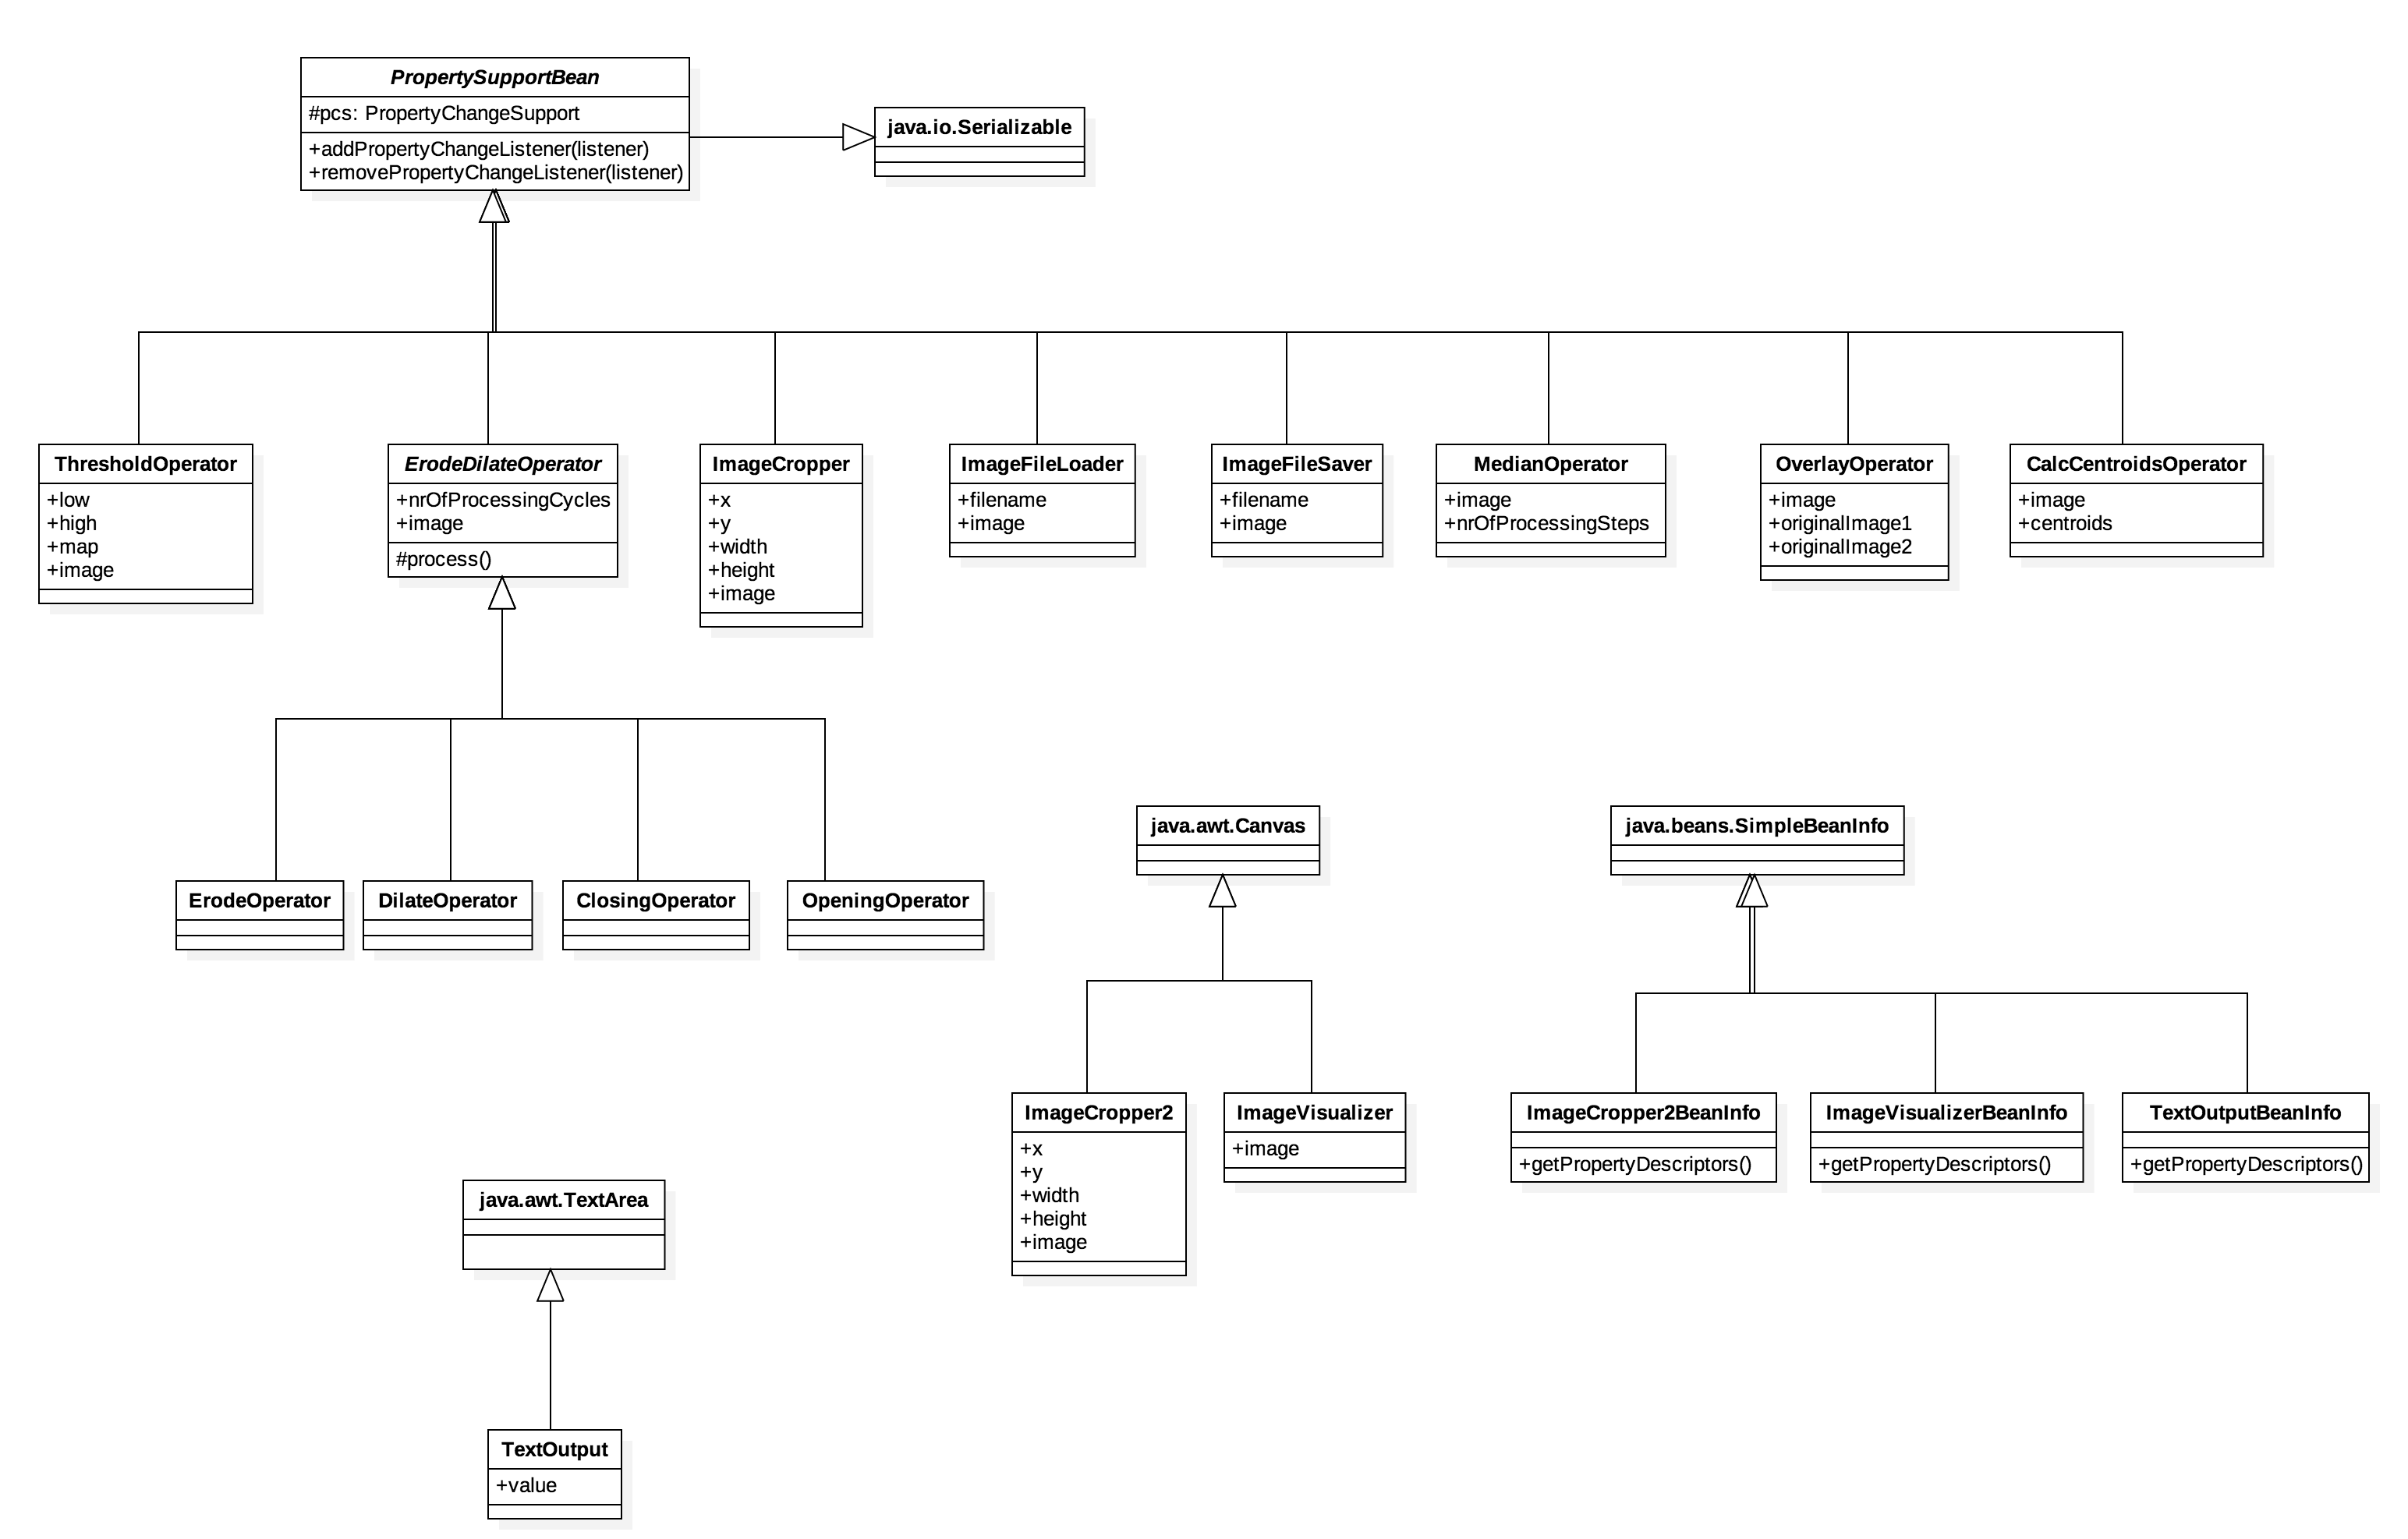 PropertySupportBean
#pcs: PropertyChangeSupport
+addPropertyChangeListener(listener)
+removePropertyChangeListener(listener)
java.io.Serializable
ThresholdOperator
+low
+high
+map
+image
ErodeDilateOperator
+nrOfProcessingCycles
+image
#process()
ImageCropper
+x
+y
+width
+height
+image
ImageFileLoader
+filename
+image
ImageFileSaver
+filename
+image
MedianOperator
+image
+nrOfProcessingSteps
OverlayOperator
+image
+originalImage1
+originalImage2
CalcCentroidsOperator
+image
+centroids
ErodeOperator
DilateOperator
ClosingOperator
OpeningOperator
java.awt.Canvas
java.beans.SimpleBeanInfo
ImageCropper2
+x
+y
+width
+height
+image
ImageVisualizer
+image
ImageCropper2BeanInfo
+getPropertyDescriptors()
ImageVisualizerBeanInfo
+getPropertyDescriptors()
TextOutputBeanInfo
+getPropertyDescriptors()
java.awt.TextArea
TextOutput
+value